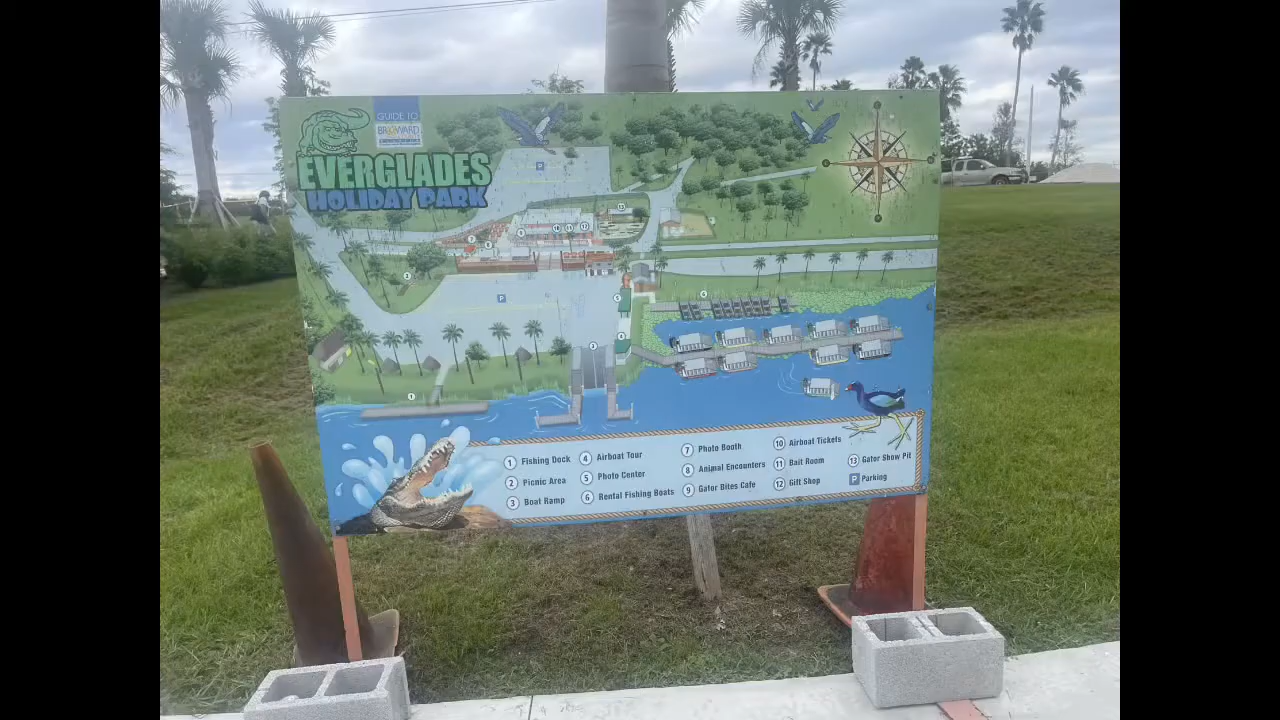 GUIDE TO
BROWARD
EVERGLADES
HOLIDAY PARK
P
P
1 Fishing Dock
2 Picnic Area
3 Boat Ramp
4 Airboat Tour
5 Photo Center
6 Rental Fishing Boats
7 Photo Booth
8 Animal Encounters
9 Gator Bites Cafe
10 Airboat Tickets
11 Bait Room
12 Gift Shop
13 Gator Show Pit
P Parking